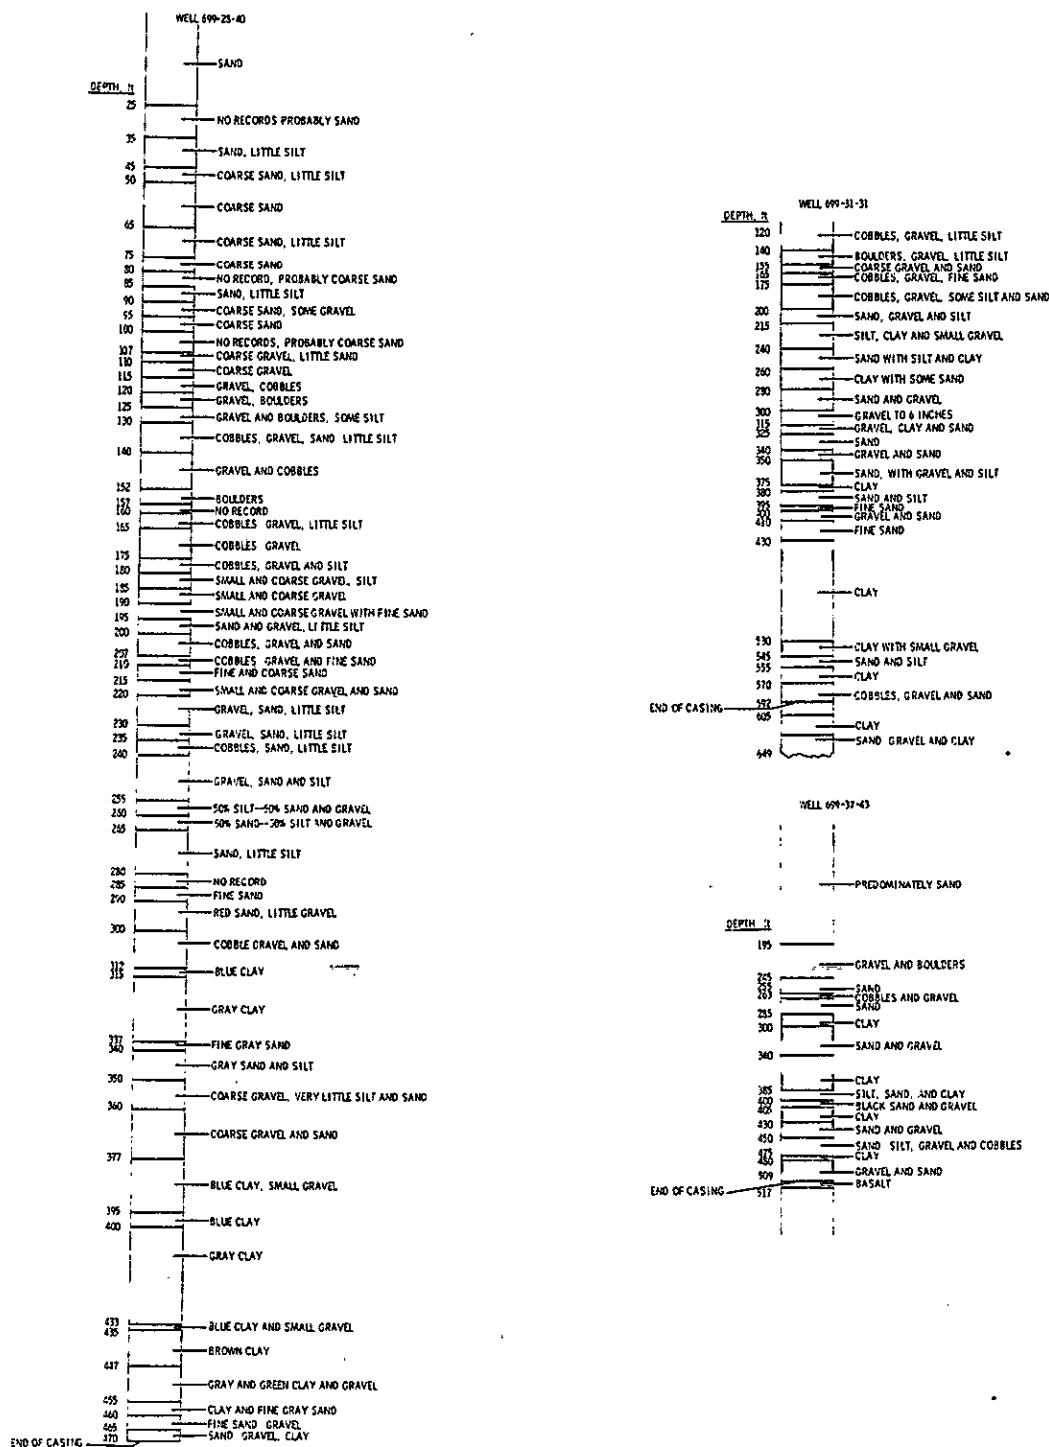 WELL 699-25-40
SAND
DEPTH, ft
25
NO RECORDS PROBABLY SAND
35
SAND, LITTLE SILT
45
COARSE SAND, LITTLE SILT
50
COARSE SAND
65
COARSE SAND, LITTLE SILT
75
COARSE SAND
80
NO RECORD, PROBABLY COARSE SAND
85
SAND, LITTLE SILT
90
COARSE SAND, SOME GRAVEL
95
COARSE SAND
100
NO RECORDS, PROBABLY COARSE SAND
107
COARSE GRAVEL, LITTLE SAND
110
COARSE GRAVEL
115
GRAVEL, COBBLES
120
GRAVEL, BOULDERS
125
GRAVEL AND BOULDERS, SOME SILT
130
COBBLES, GRAVEL, SAND LITTLE SILT
140
GRAVEL AND COBBLES
152
BOULDERS
157
NO RECORD
160
COBBLES GRAVEL, LITTLE SILT
165
COBBLES GRAVEL
175
COBBLES, GRAVEL AND SILT
180
SMALL AND COARSE GRAVEL, SILT
185
SMALL AND COARSE GRAVEL
190
SMALL AND COARSE GRAVEL WITH FINE SAND
195
SAND AND GRAVEL, LITTLE SILT
200
COBBLES, GRAVEL AND SAND
207
COBBLES GRAVEL AND FINE SAND
210
FINE AND COARSE SAND
215
SMALL AND COARSE GRAVEL AND SAND
220
GRAVEL, SAND, LITTLE SILT
230
GRAVEL, SAND, LITTLE SILT
235
COBBLES, SAND, LITTLE SILT
240
GRAVEL, SAND AND SILT
255
50% SILT--50% SAND AND GRAVEL
260
50% SAND--50% SILT AND GRAVEL
265
SAND, LITTLE SILT
280
NO RECORD
285
FINE SAND
290
RED SAND, LITTLE GRAVEL
300
COBBLE GRAVEL AND SAND
312
BLUE CLAY
315
GRAY CLAY
337
FINE GRAY SAND
340
GRAY SAND AND SILT
350
COARSE GRAVEL, VERY LITTLE SILT AND SAND
360
COARSE GRAVEL AND SAND
377
BLUE CLAY, SMALL GRAVEL
395
BLUE CLAY
400
GRAY CLAY
433
BLUE CLAY AND SMALL GRAVEL
435
BROWN CLAY
447
GRAY AND GREEN CLAY AND GRAVEL
455
CLAY AND FINE GRAY SAND
460
FINE SAND GRAVEL
465
SAND GRAVEL, CLAY
470
END OF CASING
WELL 699-31-31
DEPTH, ft
120
COBBLES, GRAVEL, LITTLE SILT
140
BOULDERS, GRAVEL, LITTLE SILT
155
COARSE GRAVEL AND SAND
COBBLES, GRAVEL, FINE SAND
175
COBBLES, GRAVEL, SOME SILT AND SAND
200
SAND, GRAVEL AND SILT
215
SILT, CLAY AND SMALL GRAVEL
240
SAND WITH SILT AND CLAY
260
CLAY WITH SOME SAND
280
SAND AND GRAVEL
300
GRAVEL TO 6 INCHES
315
GRAVEL, CLAY AND SAND
325
SAND
340
GRAVEL AND SAND
350
SAND, WITH GRAVEL AND SILT
375
CLAY
380
SAND AND SILT
395
FINE SAND
400
GRAVEL AND SAND
410
FINE SAND
430
CLAY
530
CLAY WITH SMALL GRAVEL
545
SAND AND SILT
555
CLAY
570
COBBLES, GRAVEL AND SAND
592
END OF CASING
605
CLAY
SAND GRAVEL AND CLAY
649
WELL 699-37-43
PREDOMINATELY SAND
DEPTH ft
195
GRAVEL AND BOULDERS
245
SAND
255
COBBLES AND GRAVEL
263
SAND
285
CLAY
300
SAND AND GRAVEL
340
CLAY
385
SILT, SAND, AND CLAY
400
BLACK SAND AND GRAVEL
405
CLAY
430
SAND AND GRAVEL
450
SAND SILT, GRAVEL AND COBBLES
475
CLAY
480
GRAVEL AND SAND
509
BASALT
END OF CASING
517